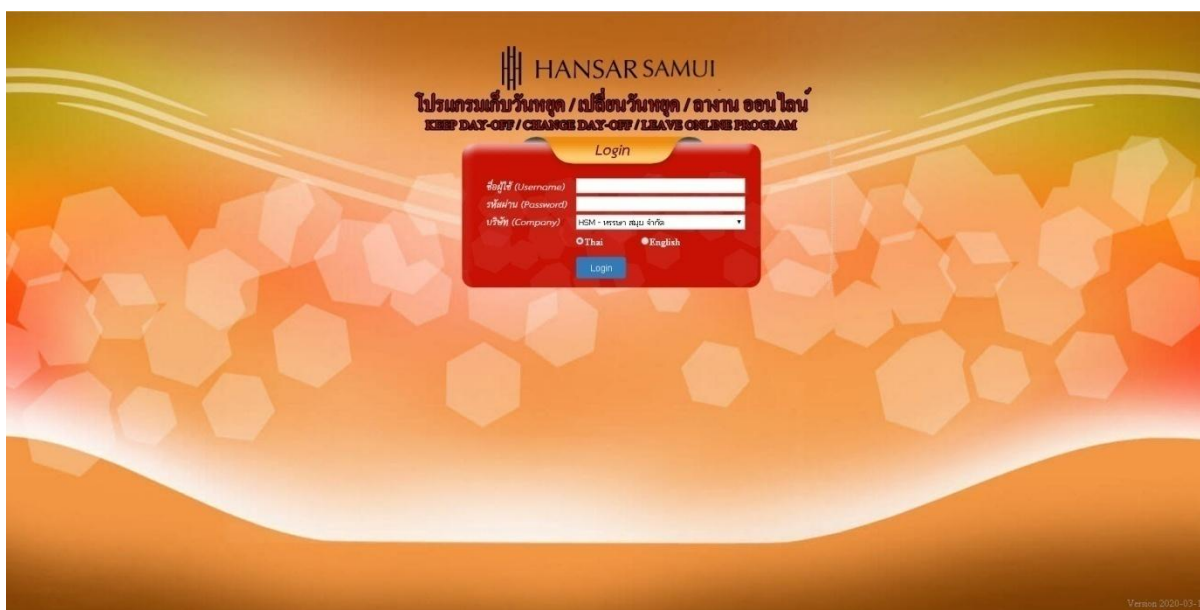 HANSAR SAMUI
โปรแกรมเก็บวันหยุด / เปลี่ยนวันหยุด / ลางาน ออนไลน์
KEEP DAY-OFF / CHANGE DAY-OFF / LEAVE ONLINE PROGRAM
Login
ชื่อผู้ใช้ (Username)
รหัสผ่าน (Password)
บริษัท (Company) HSM - หรรษา สมุย จำกัด
Thai English
Login
Version 2020-03-